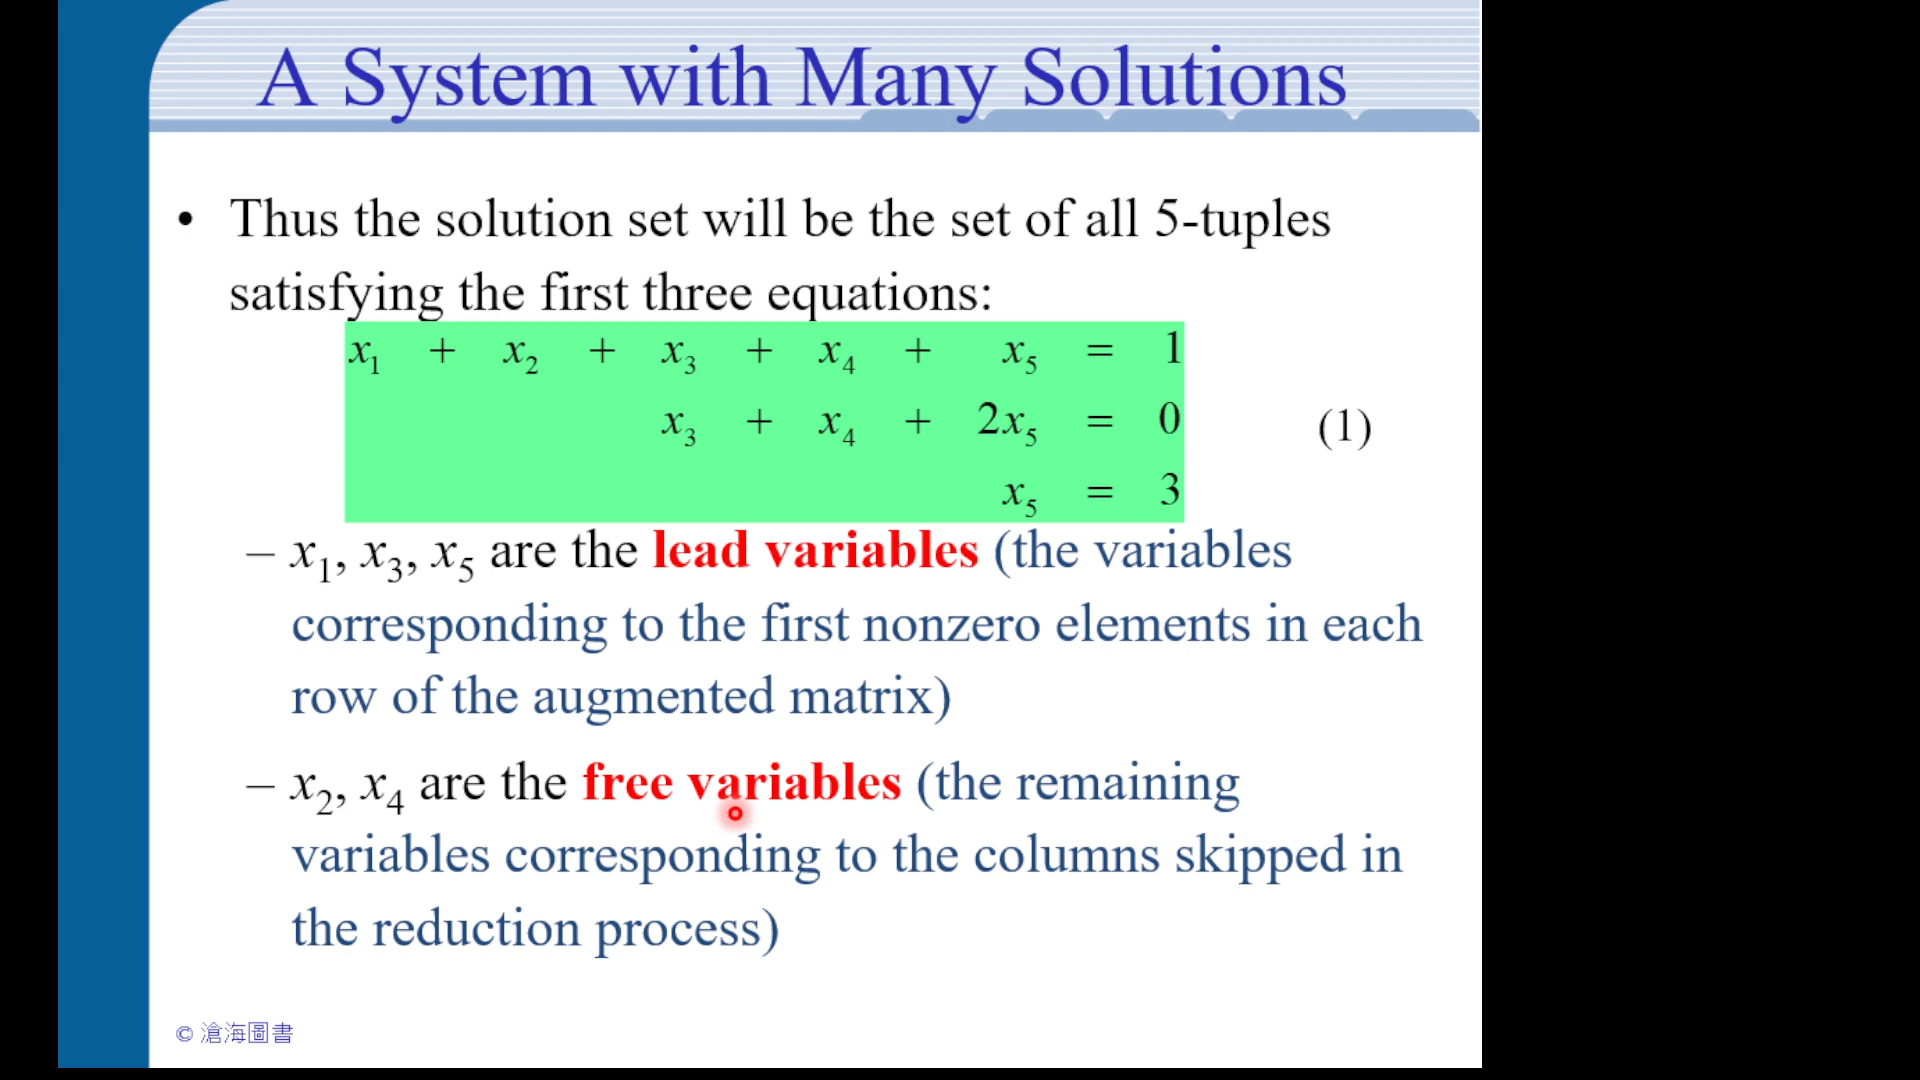 A System with Many Solutions
• Thus the solution set will be the set of all 5-tuples
satisfying the first three equations:
x₁ + x₂ + x₃ + x₄ + x₅ = 1
x₃ + x₄ + 2x₅ = 0
(1)
x₅ = 3
– x₁, x₃, x₅ are the lead variables (the variables
corresponding to the first nonzero elements in each
row of the augmented matrix)
– x₂, x₄ are the free variables (the remaining
variables corresponding to the columns skipped in
the reduction process)
© 滄海圖書